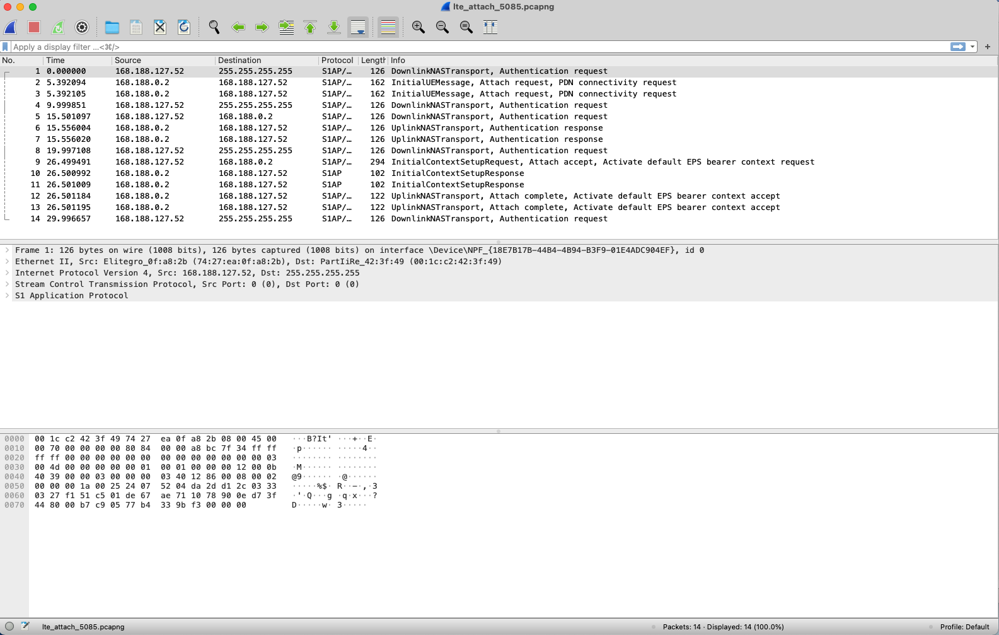 lte_attach_5085.pcapng
Apply a display filter ...<⌘/>
No. Time Source Destination Protocol Length Info
1 0.000000 168.188.127.52 255.255.255.255 S1AP/… 126 DownlinkNASTransport, Authentication request
2 5.392094 168.188.0.2 168.188.127.52 S1AP/… 162 InitialUEMessage, Attach request, PDN connectivity request
3 5.392105 168.188.0.2 168.188.127.52 S1AP/… 162 InitialUEMessage, Attach request, PDN connectivity request
4 9.999851 168.188.127.52 255.255.255.255 S1AP/… 126 DownlinkNASTransport, Authentication request
5 15.501097 168.188.127.52 168.188.0.2 S1AP/… 126 DownlinkNASTransport, Authentication request
6 15.556004 168.188.0.2 168.188.127.52 S1AP/… 126 UplinkNASTransport, Authentication response
7 15.556020 168.188.0.2 168.188.127.52 S1AP/… 126 UplinkNASTransport, Authentication response
8 19.997108 168.188.127.52 255.255.255.255 S1AP/… 126 DownlinkNASTransport, Authentication request
9 26.499491 168.188.127.52 168.188.0.2 S1AP/… 294 InitialContextSetupRequest, Attach accept, Activate default EPS bearer context request
10 26.500992 168.188.0.2 168.188.127.52 S1AP 102 InitialContextSetupResponse
11 26.501009 168.188.0.2 168.188.127.52 S1AP 102 InitialContextSetupResponse
12 26.501184 168.188.0.2 168.188.127.52 S1AP/… 122 UplinkNASTransport, Attach complete, Activate default EPS bearer context accept
13 26.501195 168.188.0.2 168.188.127.52 S1AP/… 122 UplinkNASTransport, Attach complete, Activate default EPS bearer context accept
14 29.996657 168.188.127.52 255.255.255.255 S1AP/… 126 DownlinkNASTransport, Authentication request
Frame 1: 126 bytes on wire (1008 bits), 126 bytes captured (1008 bits) on interface \Device\NPF_{18E7B17B-44B4-4B94-B3F9-01E4ADC904EF}, id 0
Ethernet II, Src: Elitegro_0f:a8:2b (74:27:ea:0f:a8:2b), Dst: PartIiRe_42:3f:49 (00:1c:c2:42:3f:49)
Internet Protocol Version 4, Src: 168.188.127.52, Dst: 255.255.255.255
Stream Control Transmission Protocol, Src Port: 0 (0), Dst Port: 0 (0)
S1 Application Protocol
0000 00 1c c2 42 3f 49 74 27 ea 0f a8 2b 08 00 45 00 ···B?It' ···+··E·
0010 00 70 00 00 00 00 80 84 00 00 a8 bc 7f 34 ff ff ·p······ ·····4··
0020 ff ff 00 00 00 00 00 00 00 00 00 00 00 00 00 03 ········ ········
0030 00 4d 00 00 00 00 00 01 00 01 00 00 00 12 00 0b ·M······ ········
0040 40 39 00 00 03 00 00 00 03 40 12 86 00 08 00 02 @9······ ·@······
0050 00 00 00 1a 00 25 24 07 52 04 da 2d d1 2c 03 33 ·····%$· R··-·,·3
0060 03 27 f1 51 c5 01 de 67 ae 71 10 78 90 0e d7 3f ·'·Q···g ·q·x···?
0070 44 80 00 b7 c9 05 77 b4 33 9b f3 00 00 00 D·····w· 3·····
lte_attach_5085.pcapng Packets: 14 · Displayed: 14 (100.0%) Profile: Default